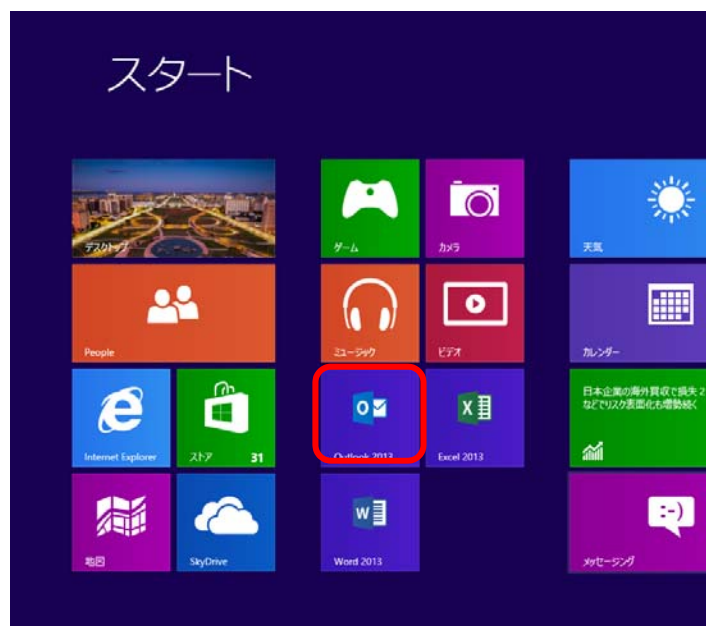 スタート
デスクトップ
People
Internet Explorer
ストア 31
地図
SkyDrive
ゲーム
カメラ
ミュージック
ビデオ
Outlook 2013
Excel 2013
Word 2013
天気
カレンダー
日本企業の海外買収で損失 2
などでリスク表面化も増勢続く
メッセージング